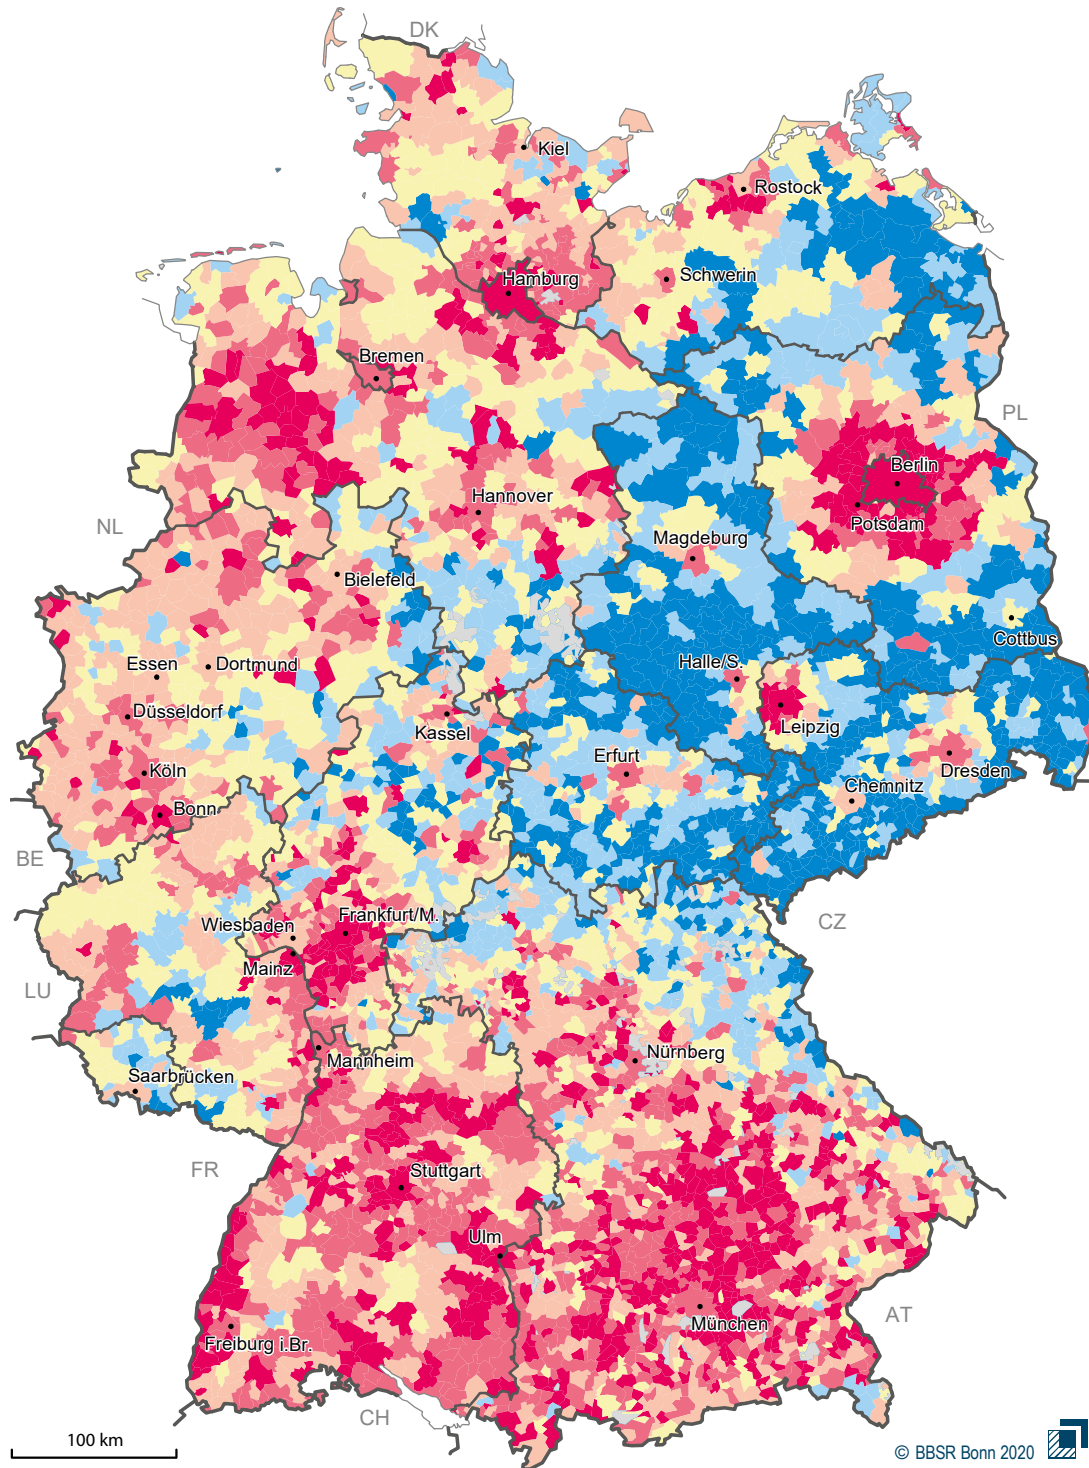 DK
Kiel
Rostock
Schwerin
Hamburg
Bremen
PL
Berlin
Hannover
NL
Potsdam
Magdeburg
Bielefeld
Cottbus
Essen
Dortmund
Halle/S.
Düsseldorf
Leipzig
Kassel
Erfurt
Dresden
Köln
Chemnitz
Bonn
BE
Frankfurt/M.
CZ
Wiesbaden
Mainz
LU
Nürnberg
Mannheim
Saarbrücken
FR
Stuttgart
Ulm
AT
München
Freiburg i.Br.
CH
100 km
© BBSR Bonn 2020